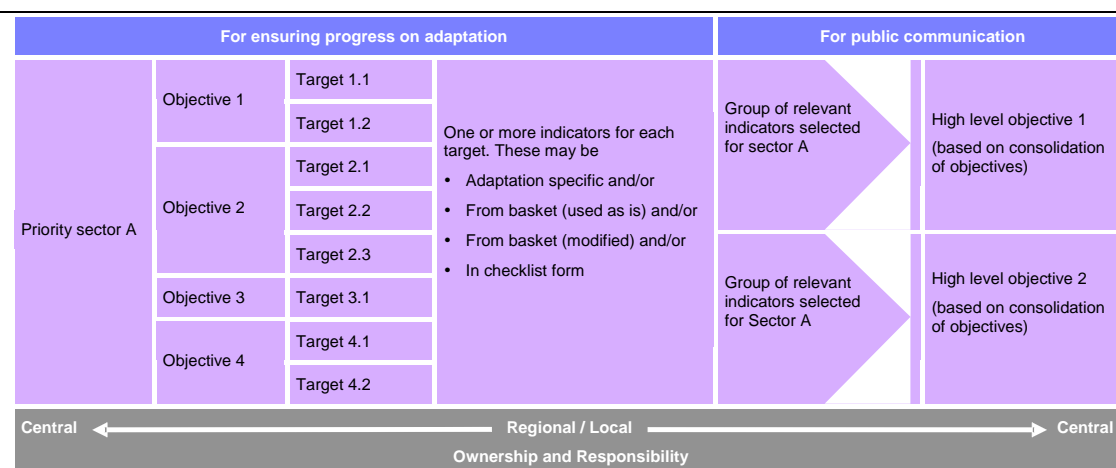 For ensuring progress on adaptation
For public communication
Priority sector A
Objective 1
Target 1.1
Target 1.2
Objective 2
Target 2.1
Target 2.2
Target 2.3
Objective 3
Target 3.1
Objective 4
Target 4.1
Target 4.2
One or more indicators for each
target. These may be
• Adaptation specific and/or
• From basket (used as is) and/or
• From basket (modified) and/or
• In checklist form
Group of relevant
indicators selected
for sector A
High level objective 1
(based on consolidation
of objectives)
Group of relevant
indicators selected
for Sector A
High level objective 2
(based on consolidation
of objectives)
Central
Regional / Local
Central
Ownership and Responsibility